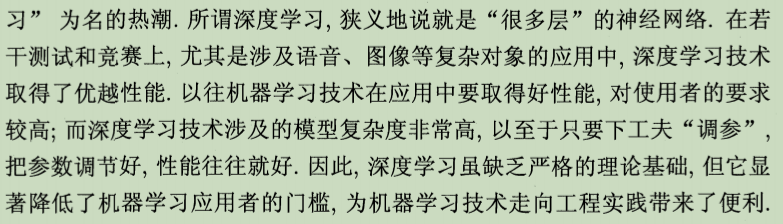 习” 为名的热潮. 所谓深度学习, 狭义地说就是“很多层”的神经网络. 在若
干测试和竞赛上, 尤其是涉及语音、图像等复杂对象的应用中, 深度学习技术
取得了优越性能. 以往机器学习技术在应用中要取得好性能, 对使用者的要求
较高; 而深度学习技术涉及的模型复杂度非常高, 以至于只要下工夫“调参”,
把参数调节好, 性能往往就好. 因此, 深度学习虽缺乏严格的理论基础, 但它显
著降低了机器学习应用者的门槛, 为机器学习技术走向工程实践带来了便利.